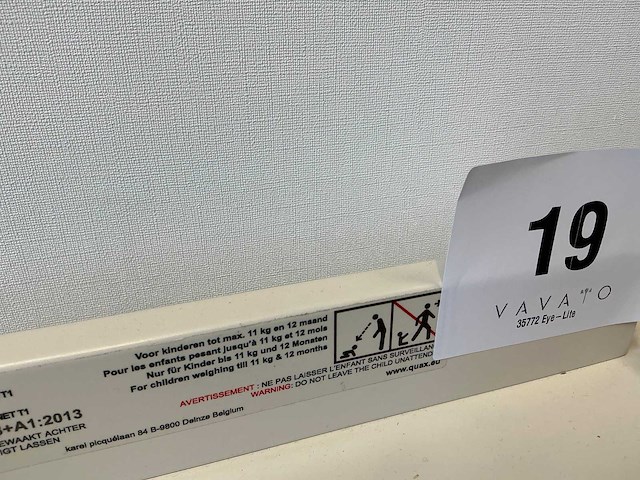 19
VAVATO
35772 Eye-Lite
Voor kinderen tot max. 11 kg en 12 maand
Pour les enfants pesant jusqu'à 11 kg et 12 mois
Nur für Kinder bis 11 kg und 12 Monaten
For children weighing till 11 kg & 12 months
AVERTISSEMENT : NE PAS LAISSER L'ENFANT SANS SURVEILLAN
WARNING: DO NOT LEAVE THE CHILD UNATTEND
www.quax.
T1
ETT1
+A1:2013
EWAAKT ACHTER
IGT LASSEN
karel picquélaan 84 B-9800 Deinze Belgium